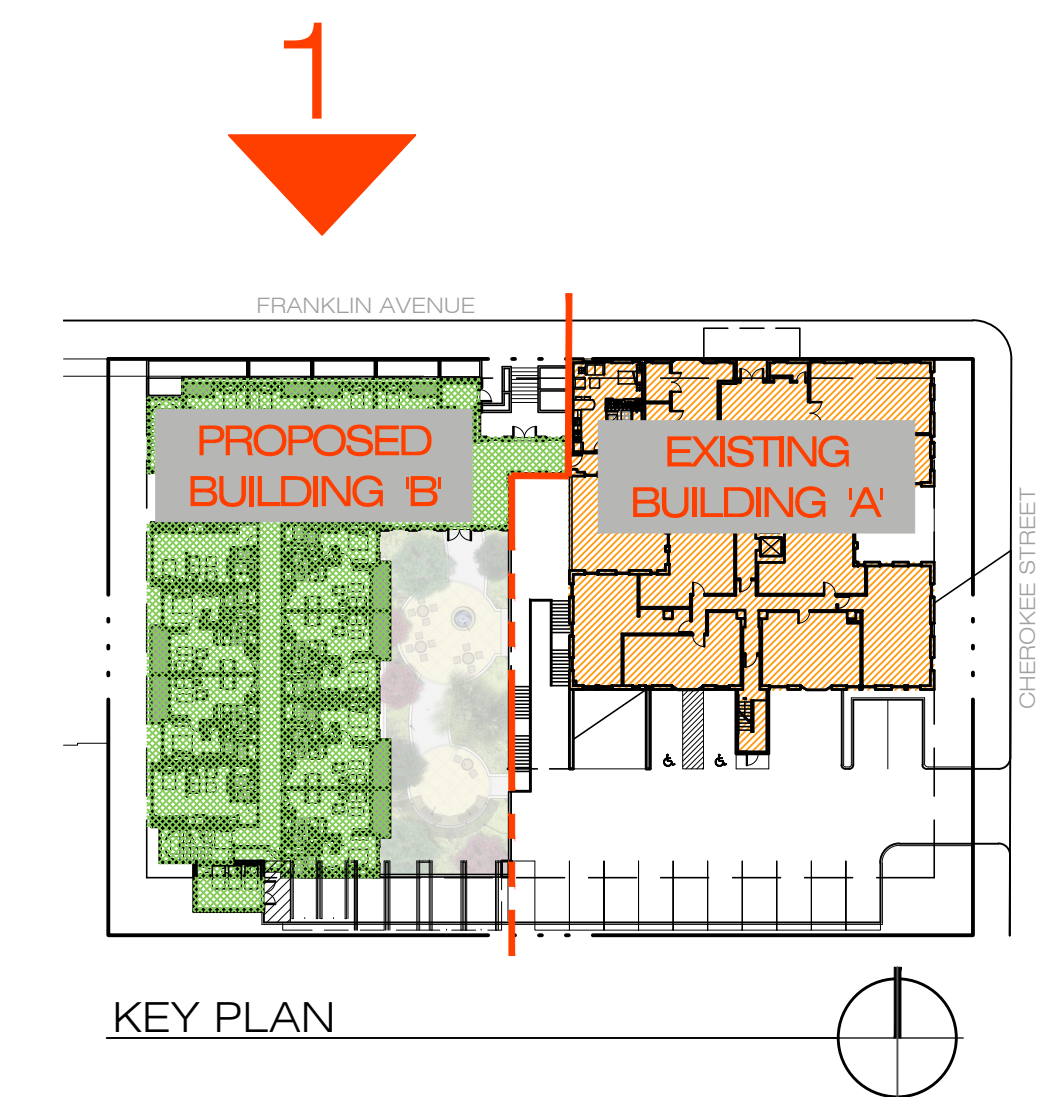 1
FRANKLIN AVENUE
PROPOSED
BUILDING 'B'
EXISTING
BUILDING 'A'
CHEROKEE STREET
KEY PLAN